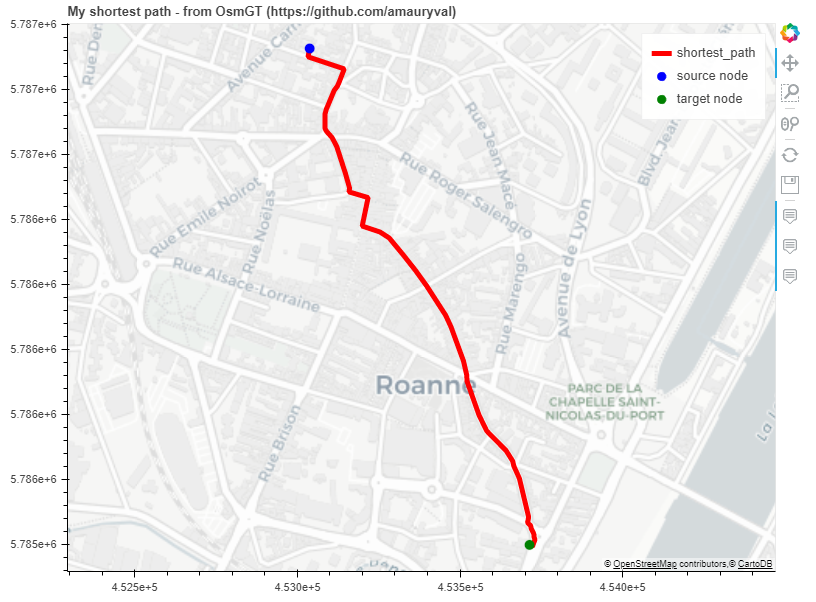 My shortest path - from OsmGT (https://github.com/amauryval)
5.787e+6
5.787e+6
5.787e+6
5.786e+6
5.786e+6
5.786e+6
5.786e+6
5.786e+6
5.785e+6
shortest_path
source node
target node
Rue Den
Avenue Carn
Rue Jean Macé
Blvd. Jear
Rue Roger Salengro
Rue Emile Noirot
Rue Noëlas
Avenue de Lyon
Rue Alsace-Lorraine
Rue Marengo
Roanne
PARC DE LA
CHAPELLE SAINT-
NICOLAS-DU-PORT
Rue Brison
La L
© OpenStreetMap contributors,© CartoDB
4.525e+5
4.530e+5
4.535e+5
4.540e+5